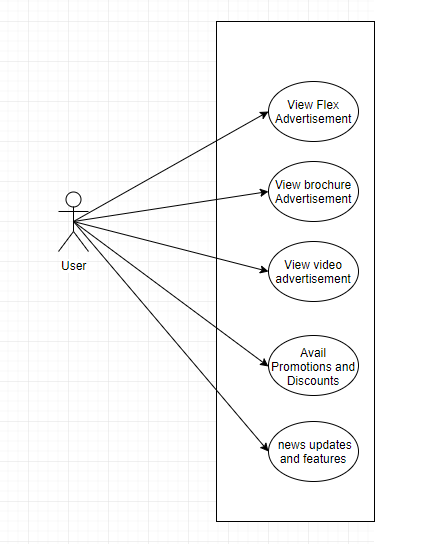 View Flex
Advertisement
View brochure
Advertisement
User
View video
advertisement
Avail
Promotions and
Discounts
news updates
and features